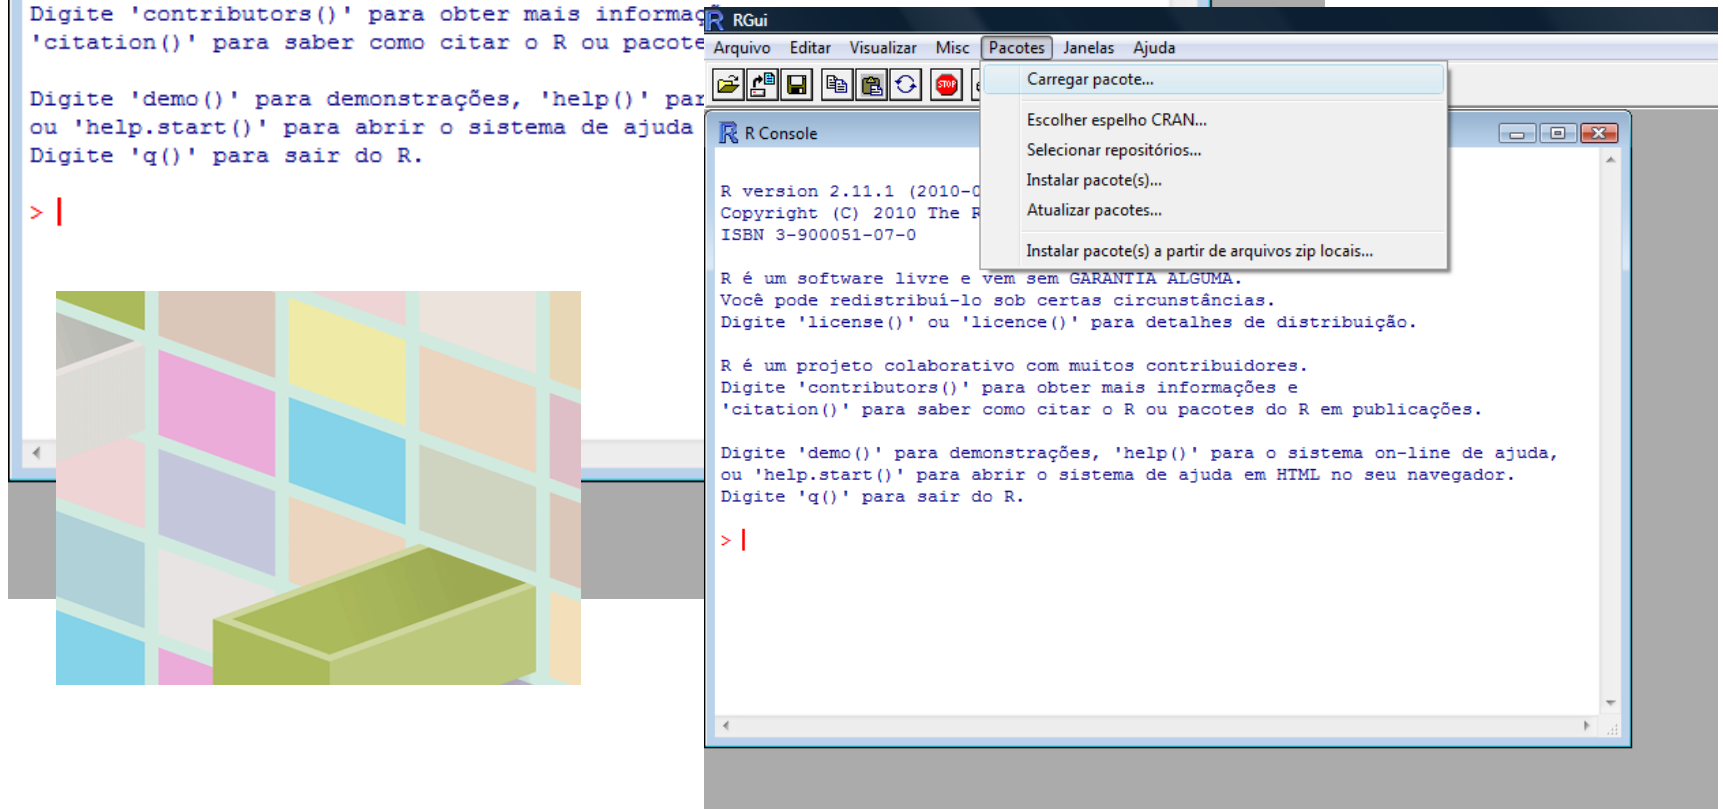 Digite 'contributors()' para obter mais informaç
'citation()' para saber como citar o R ou pacote
Digite 'demo()' para demonstrações, 'help()' par
ou 'help.start()' para abrir o sistema de ajuda
Digite 'q()' para sair do R.
>
RGui
Arquivo Editar Visualizar Misc Pacotes Janelas Ajuda
STOP
Carregar pacote...
Escolher espelho CRAN...
Selecionar repositórios...
Instalar pacote(s)...
Atualizar pacotes...
Instalar pacote(s) a partir de arquivos zip locais...
R Console
R version 2.11.1 (2010-0
Copyright (C) 2010 The R
ISBN 3-900051-07-0
R é um software livre e vem sem GARANTIA ALGUMA.
Você pode redistribuí-lo sob certas circunstâncias.
Digite 'license()' ou 'licence()' para detalhes de distribuição.
R é um projeto colaborativo com muitos contribuidores.
Digite 'contributors()' para obter mais informações e
'citation()' para saber como citar o R ou pacotes do R em publicações.
Digite 'demo()' para demonstrações, 'help()' para o sistema on-line de ajuda,
ou 'help.start()' para abrir o sistema de ajuda em HTML no seu navegador.
Digite 'q()' para sair do R.
>